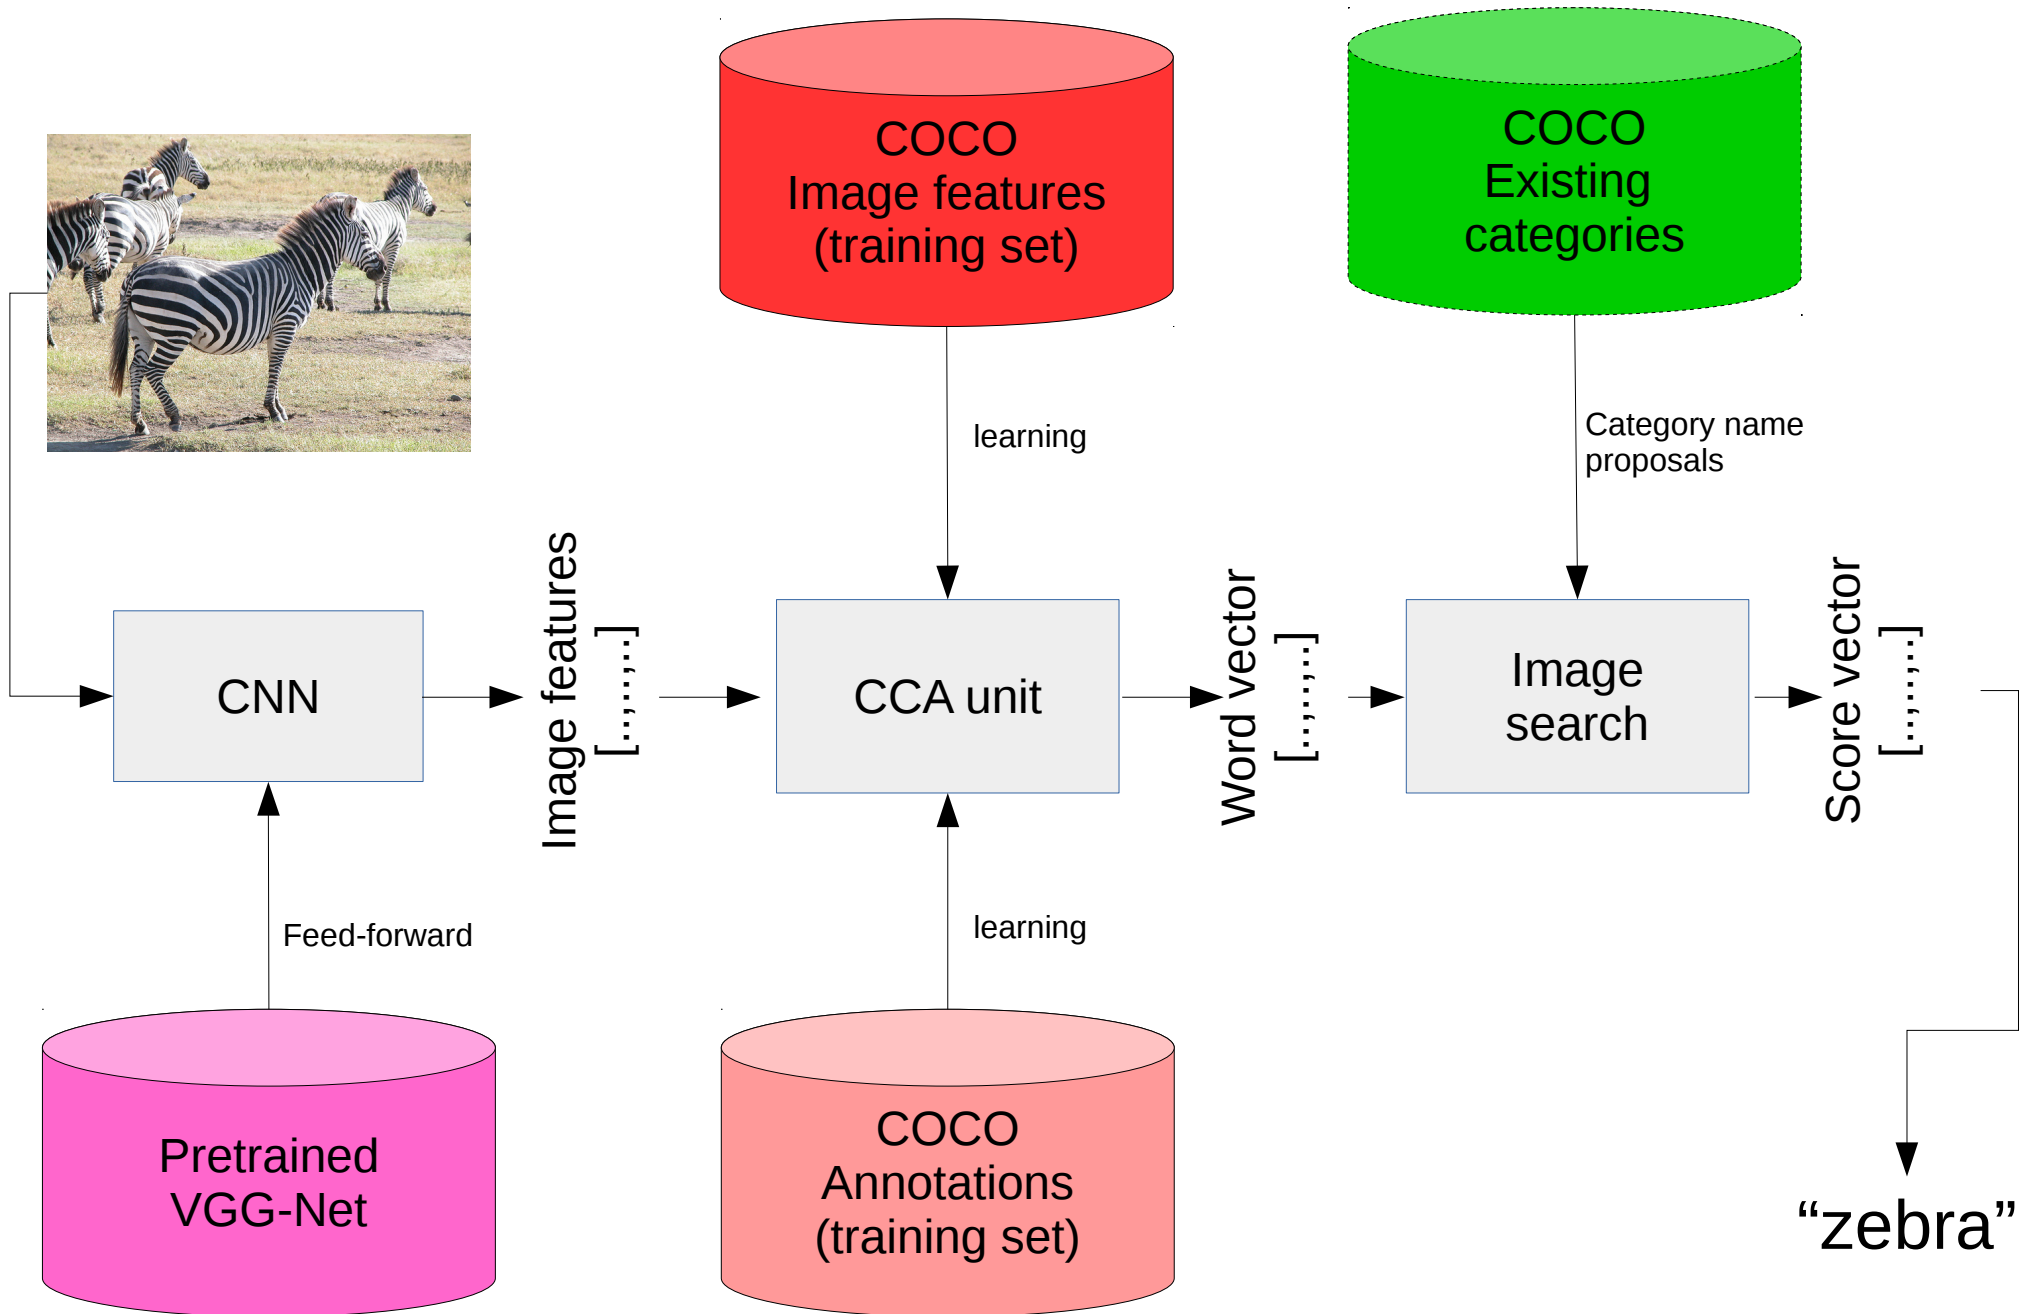 COCO
Image features
(training set)
COCO
Existing
categories
learning
Category name
proposals
CNN
Image features
[..,..,..,..]
CCA unit
Word vector
[..,..,..,..]
Image
search
Score vector
[..,..,..,..]
Feed-forward
learning
Pretrained
VGG-Net
COCO
Annotations
(training set)
“zebra”